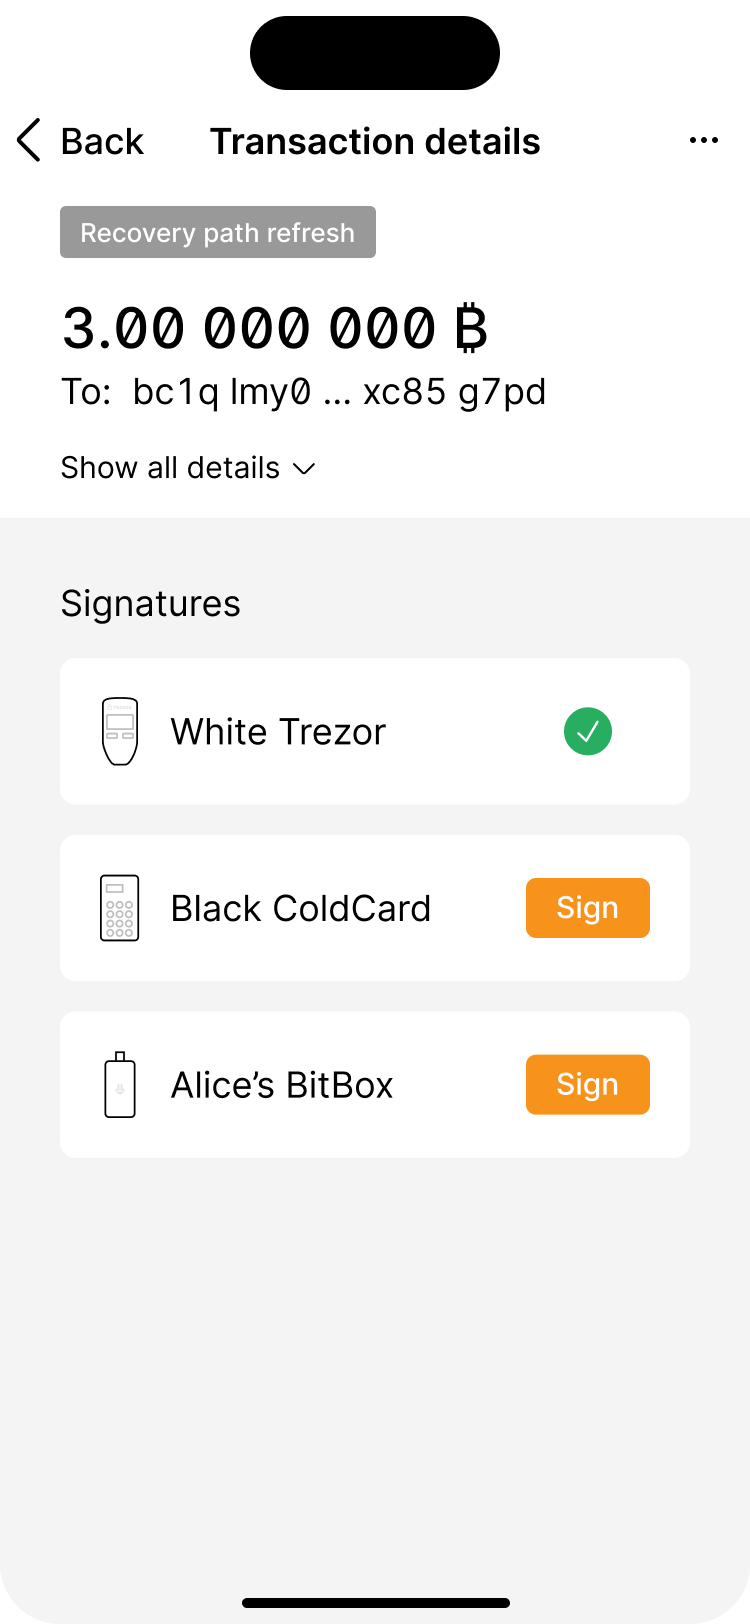 Back
Transaction details
Recovery path refresh
3.00 000 000 ₿
To: bc1q lmy0 ... xc85 g7pd
Show all details
Signatures
White Trezor
Black ColdCard
Sign
Alice’s BitBox
Sign